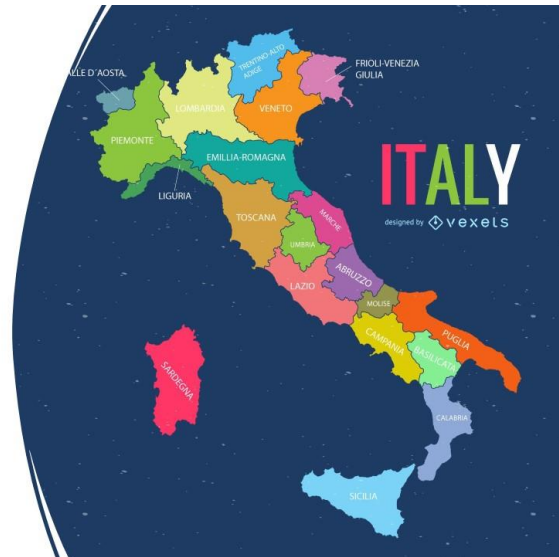 TRENTINO-ALTO
ADIGE
FRIOLI-VENEZIA
GIULIA
ALLE D´AOSTA
LOMBARDIA
VENETO
PIEMONTE
EMILLIA-ROMAGNA
LIGURIA
ITALY
designed by vexels
TOSCANA
MARCHE
UMBRIA
ABRUZZO
LAZIO
MOLISE
PUGLIA
CAMPANIA
BASILICATA
SARDEGNA
CALABRIA
SICILIA